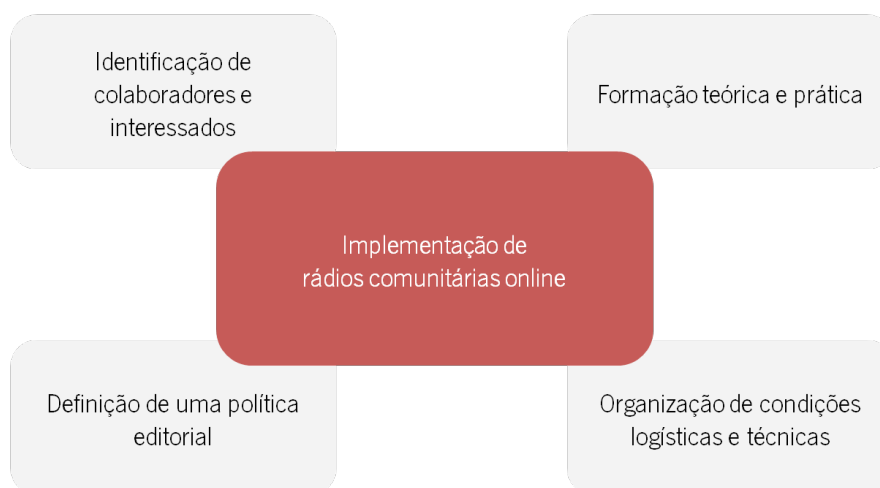 Identificação de
colaboradores e
interessados
Formação teórica e prática
Implementação de
rádios comunitárias online
Definição de uma política
editorial
Organização de condições
logísticas e técnicas